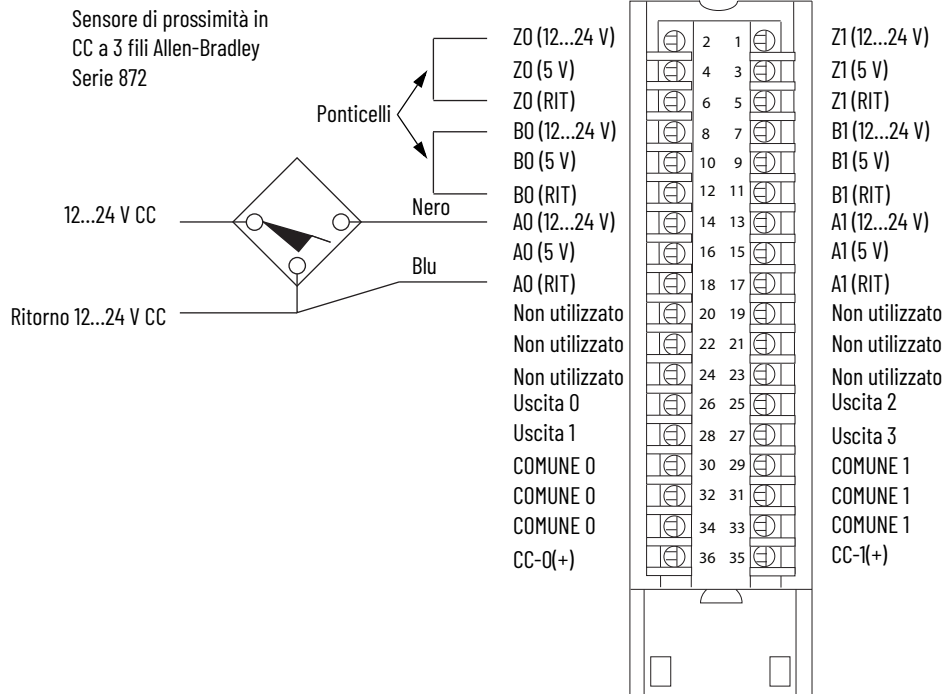 Sensore di prossimità in
CC a 3 fili Allen-Bradley
Serie 872
Ponticelli
12...24 V CC
Ritorno 12...24 V CC
Nero
Blu
Z0 (12...24 V) 2 1 Z1 (12...24 V)
Z0 (5 V) 4 3 Z1 (5 V)
Z0 (RIT) 6 5 Z1 (RIT)
B0 (12...24 V) 8 7 B1 (12...24 V)
B0 (5 V) 10 9 B1 (5 V)
B0 (RIT) 12 11 B1 (RIT)
A0 (12...24 V) 14 13 A1 (12...24 V)
A0 (5 V) 16 15 A1 (5 V)
A0 (RIT) 18 17 A1 (RIT)
Non utilizzato 20 19 Non utilizzato
Non utilizzato 22 21 Non utilizzato
Non utilizzato 24 23 Non utilizzato
Uscita 0 26 25 Uscita 2
Uscita 1 28 27 Uscita 3
COMUNE 0 30 29 COMUNE 1
COMUNE 0 32 31 COMUNE 1
COMUNE 0 34 33 COMUNE 1
CC-0(+) 36 35 CC-1(+)